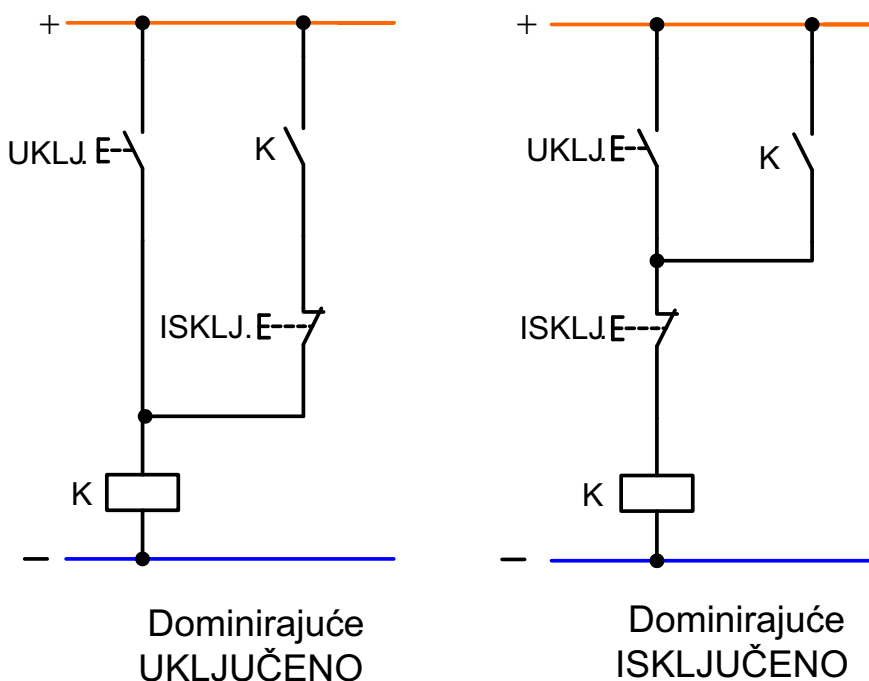 +
UKLJ.
K
ISKLJ.
K
−
Dominirajuće
UKLJUČENO
+
UKLJ.
K
ISKLJ.
K
−
Dominirajuće
ISKLJUČENO